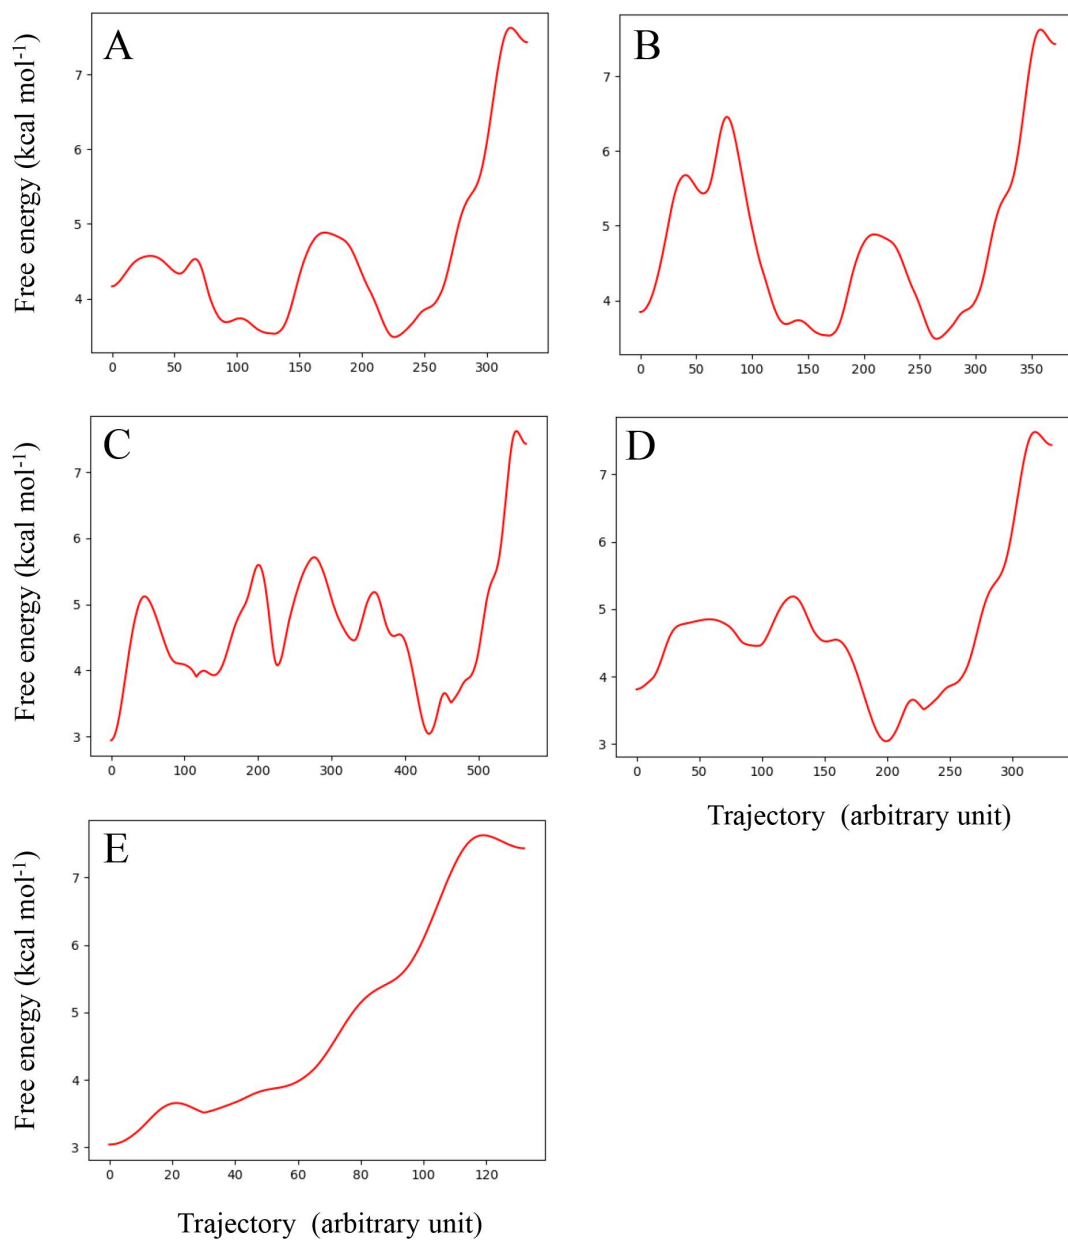 A
B
Free energy (kcal mol-1)
7
6
5
4
0 50 100 150 200 250 300
7
6
5
4
0 50 100 150 200 250 300 350
C
D
Free energy (kcal mol-1)
7
6
5
4
3
0 100 200 300 400 500
7
6
5
4
3
0 50 100 150 200 250 300
Trajectory (arbitrary unit)
E
Free energy (kcal mol-1)
7
6
5
4
3
0 20 40 60 80 100 120
Trajectory (arbitrary unit)